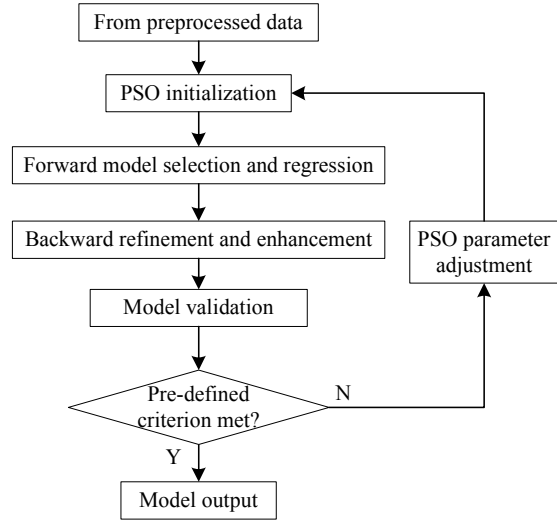 From preprocessed data
PSO initialization
Forward model selection and regression
Backward refinement and enhancement
PSO parameter
adjustment
Model validation
Pre-defined
criterion met?
N
Y
Model output